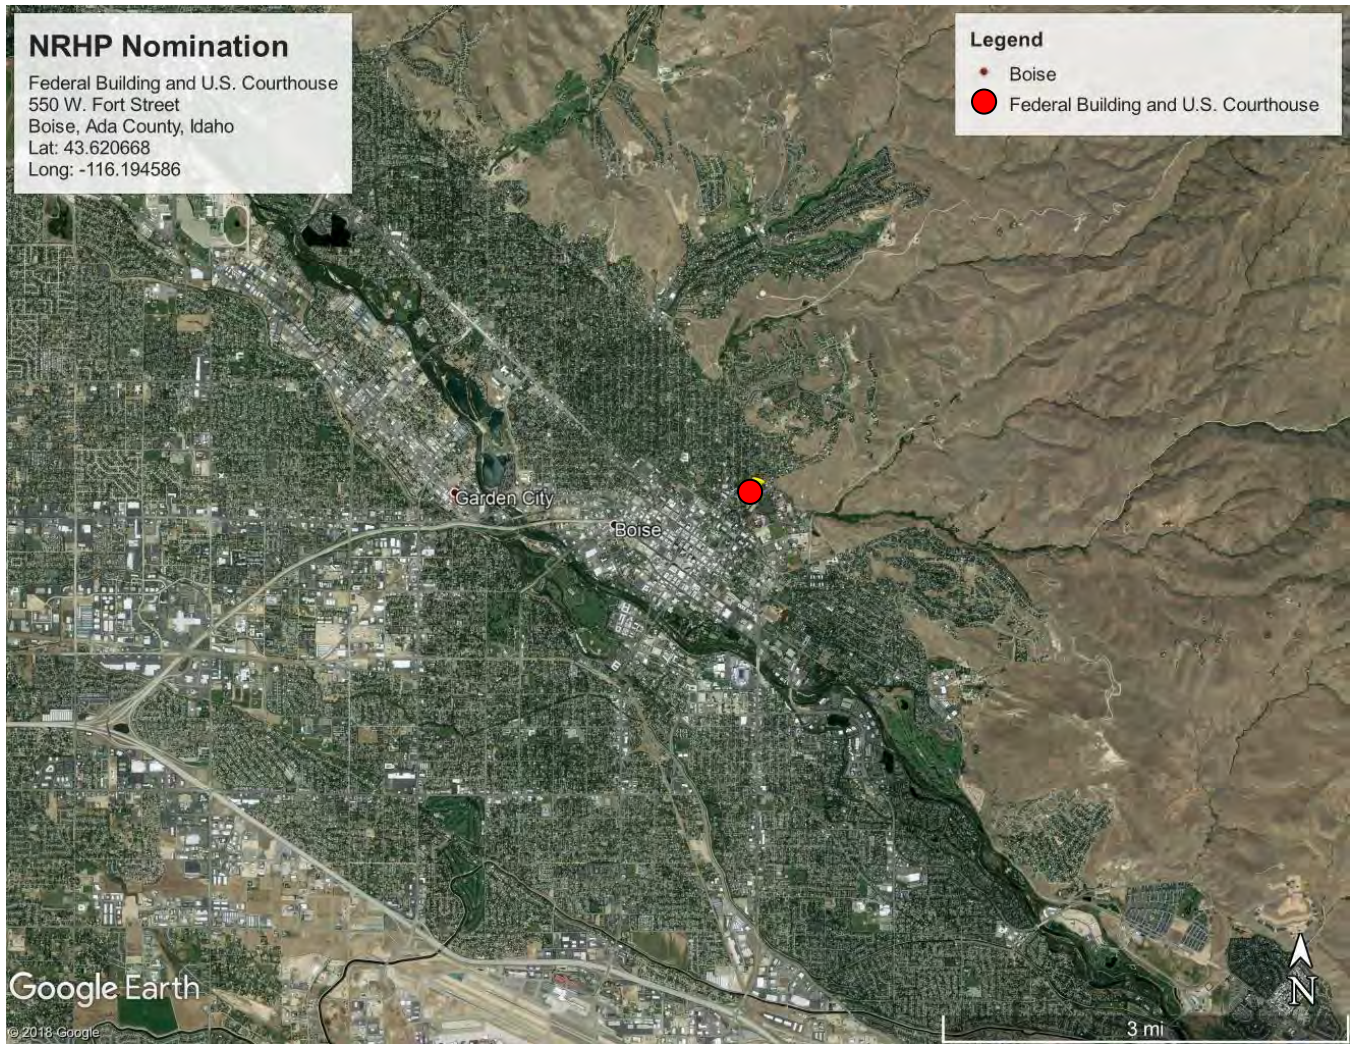 NRHP Nomination
Federal Building and U.S. Courthouse
550 W. Fort Street
Boise, Ada County, Idaho
Lat: 43.620668
Long: -116.194586
Legend
Boise
Federal Building and U.S. Courthouse
Garden City
Boise
Google Earth
© 2018 Google
N
3 mi